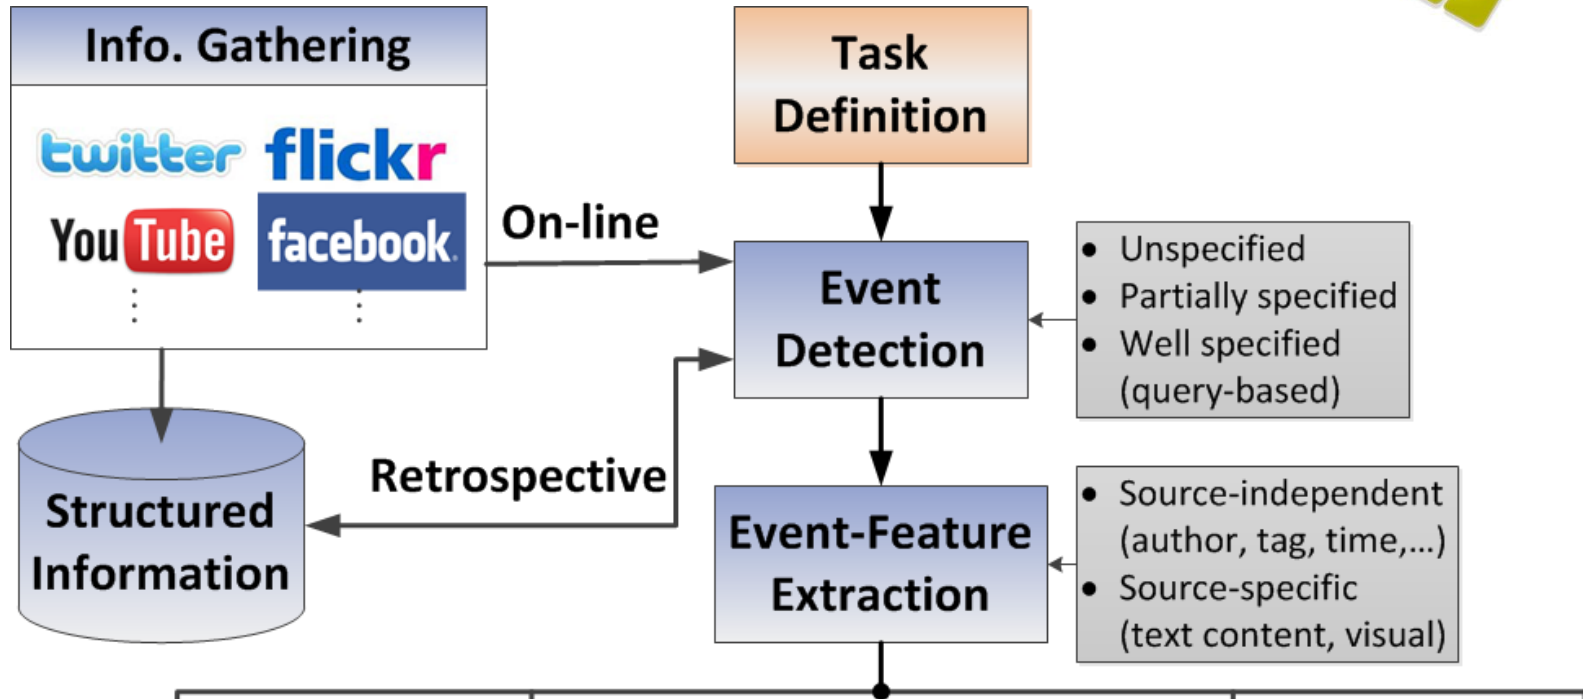 Info. Gathering
twitter flickr
YouTube facebook.
Task
Definition
On-line
Event
Detection
• Unspecified
• Partially specified
• Well specified
(query-based)
Retrospective
Structured
Information
Event-Feature
Extraction
• Source-independent
(author, tag, time,...)
• Source-specific
(text content, visual)